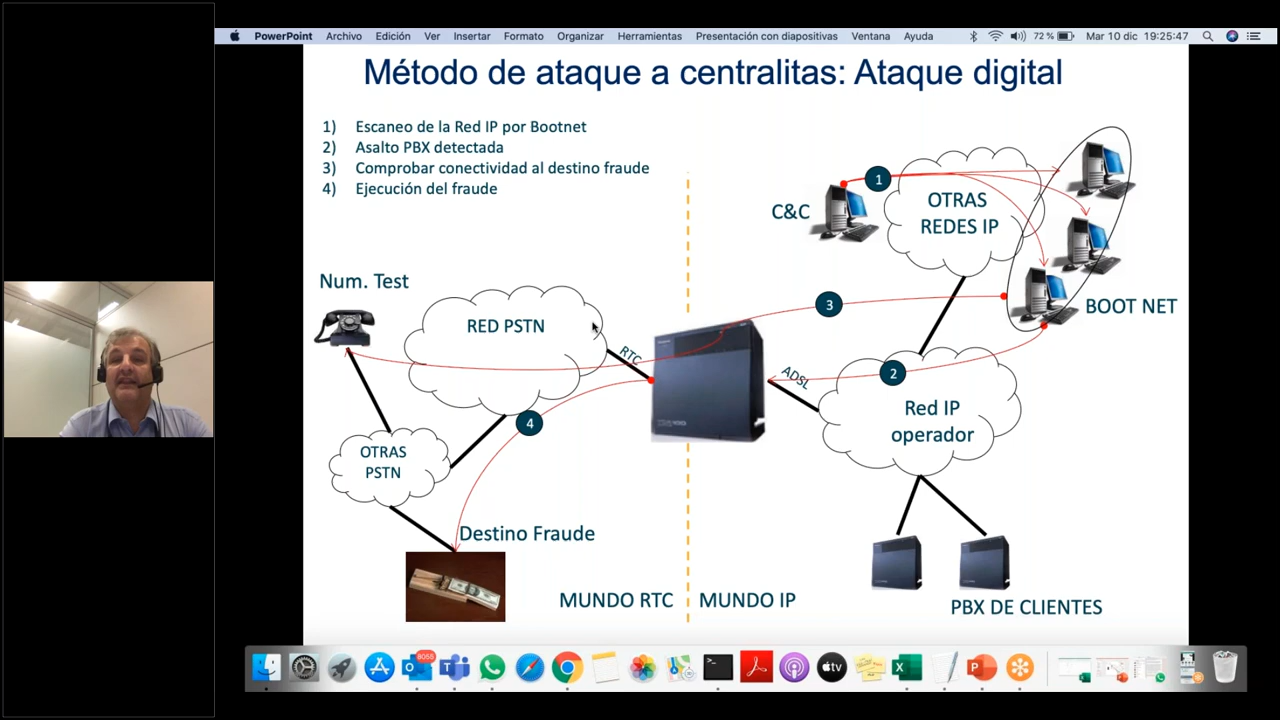 PowerPoint Archivo Edición Ver Insertar Formato Organizar Herramientas Presentación con diapositivas Ventana Ayuda 72 % Mar 10 dic 19:25:47
Método de ataque a centralitas: Ataque digital
1) Escaneo de la Red IP por Bootnet
2) Asalto PBX detectada
3) Comprobar conectividad al destino fraude
4) Ejecución del fraude
1
C&C
OTRAS
REDES IP
Num. Test
3
BOOT NET
RED PSTN
RTC
ADSL
2
Red IP
operador
4
OTRAS
PSTN
Destino Fraude
MUNDO RTC
MUNDO IP
PBX DE CLIENTES
8055
tv